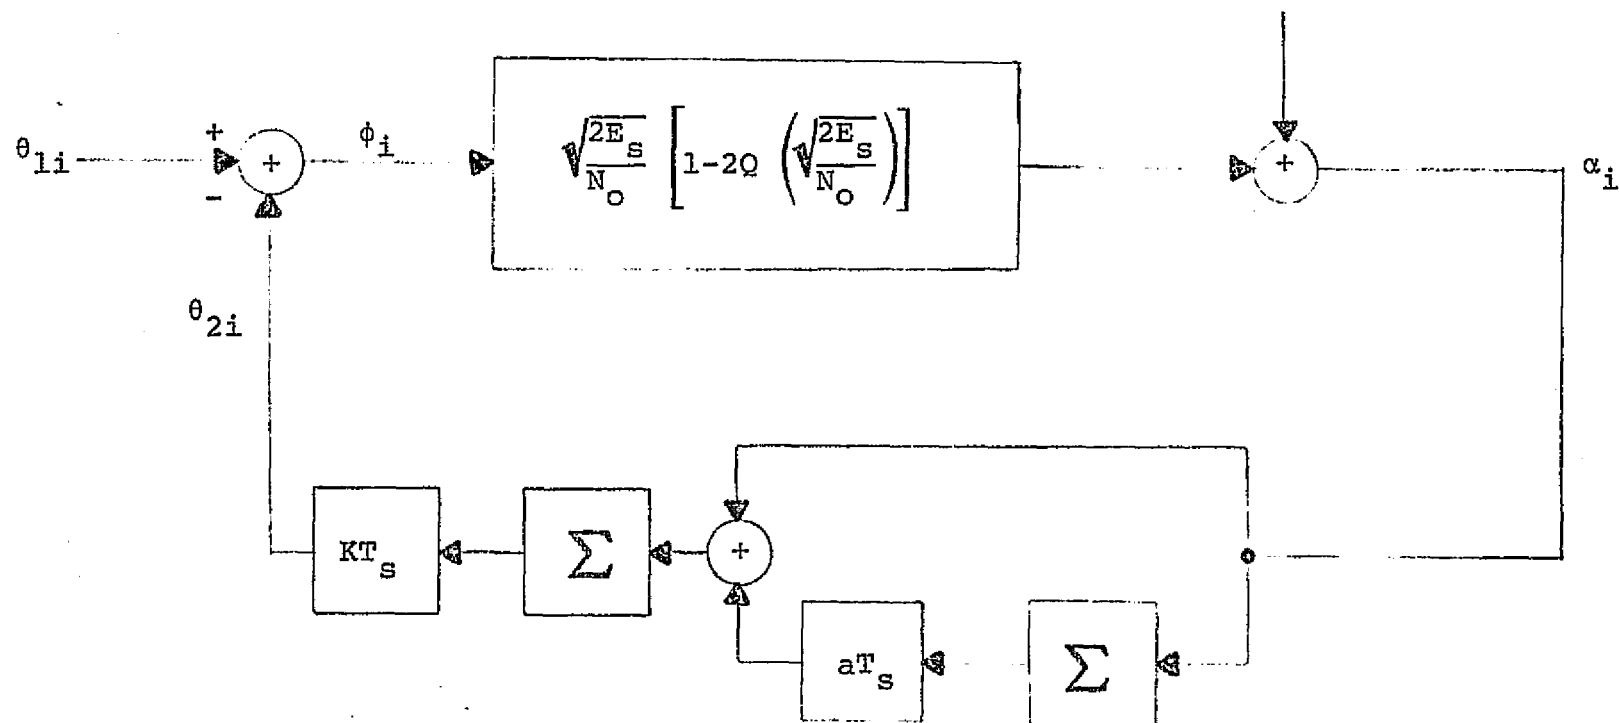 θ1i
+
-
+
ϕi
√(2Es/No) [1-2Q (√(2Es/No))]
+
αi
θ2i
KTs
Σ
+
aTs
Σ